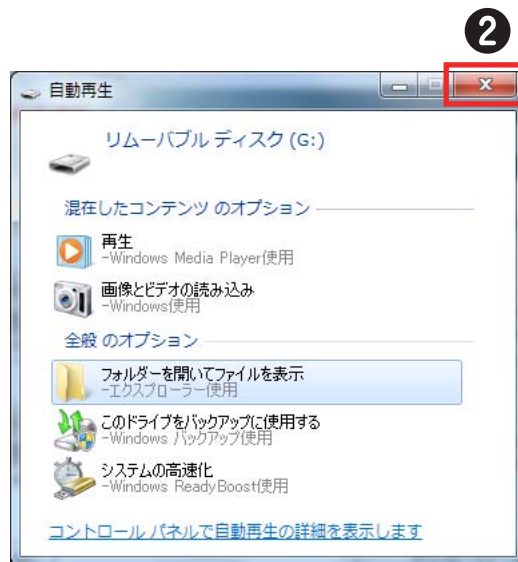 ❷
自動再生
リムーバブル ディスク (G:)
混在したコンテンツ のオプション
再生
-Windows Media Player使用
画像とビデオの読み込み
-Windows使用
全般 のオプション
フォルダーを開いてファイルを表示
-エクスプローラー使用
このドライブをバックアップに使用する
-Windows バックアップ使用
システムの高速化
-Windows ReadyBoost使用
コントロール パネルで自動再生の詳細を表示します